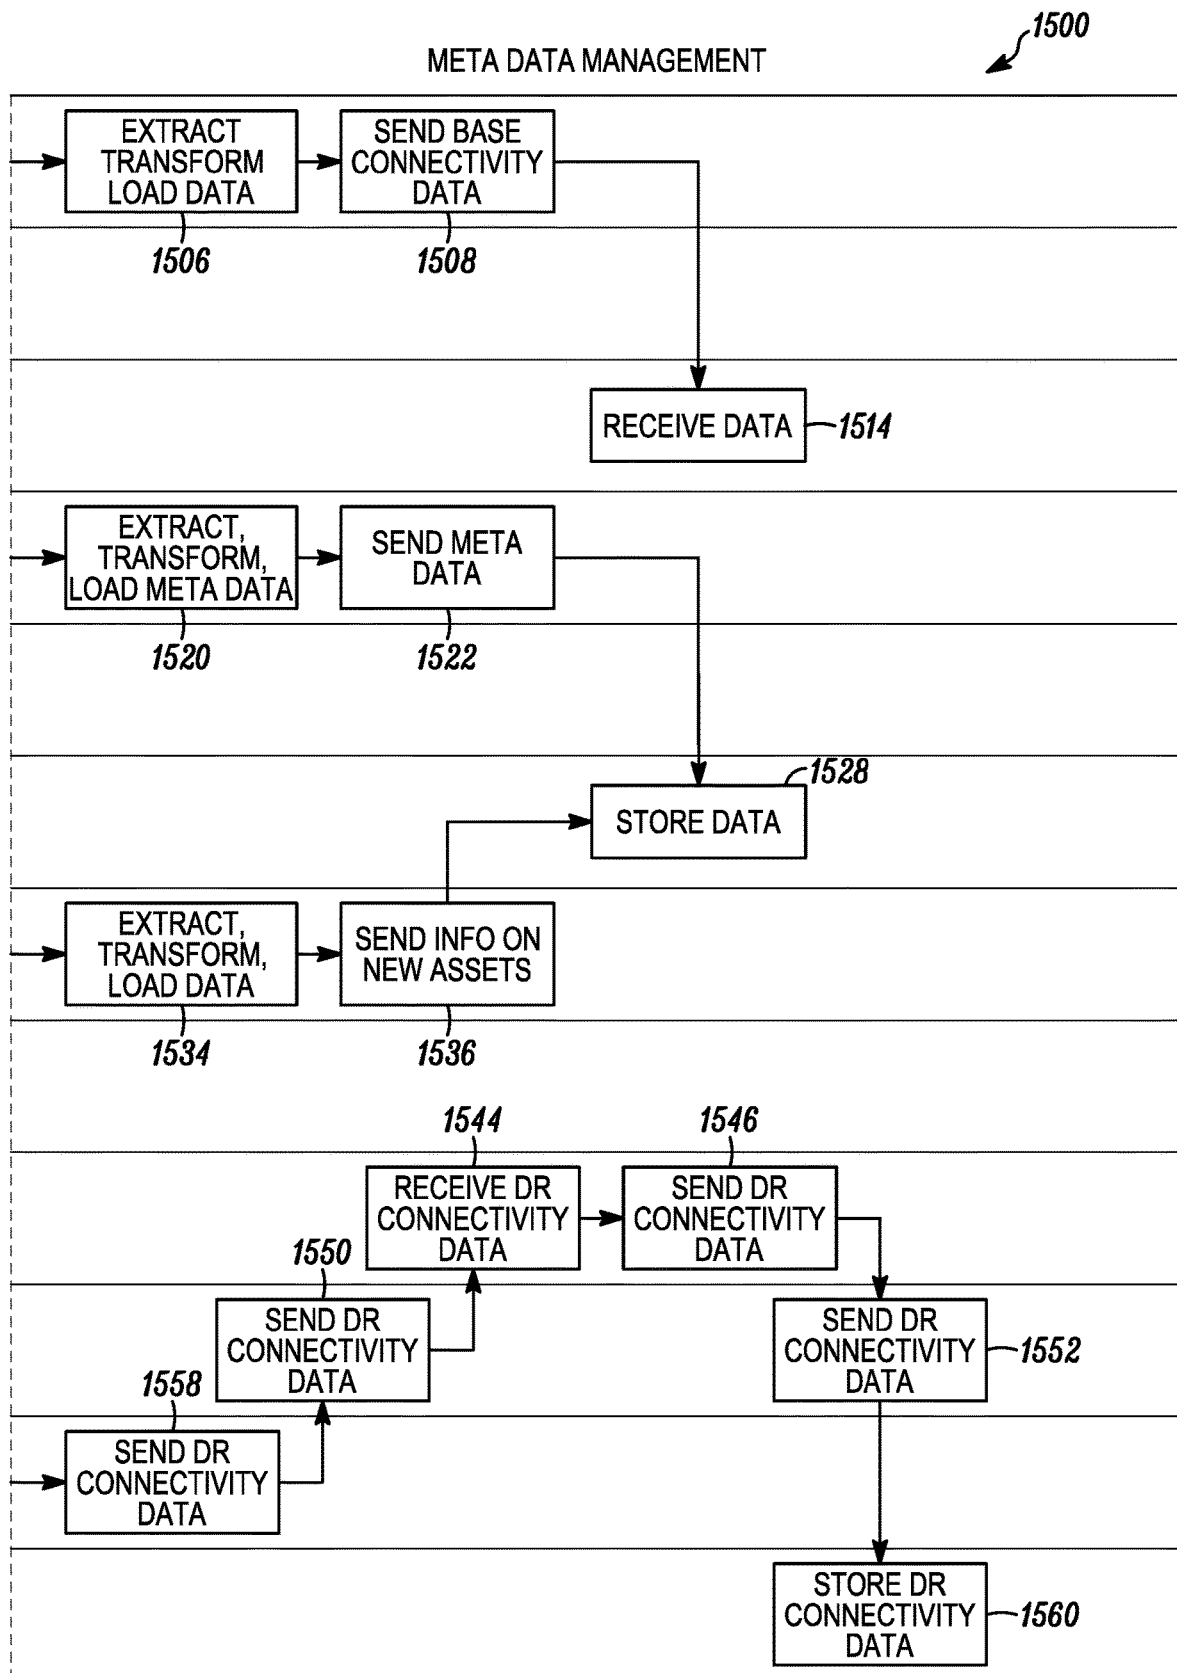 1500
META DATA MANAGEMENT
EXTRACT
TRANSFORM
LOAD DATA
SEND BASE
CONNECTIVITY
DATA
1506
1508
RECEIVE DATA
1514
EXTRACT,
TRANSFORM,
LOAD META DATA
SEND META
DATA
1520
1522
1528
STORE DATA
EXTRACT,
TRANSFORM,
LOAD DATA
SEND INFO ON
NEW ASSETS
1534
1536
1544
1546
RECEIVE DR
CONNECTIVITY
DATA
SEND DR
CONNECTIVITY
DATA
1550
SEND DR
CONNECTIVITY
DATA
SEND DR
CONNECTIVITY
DATA
1552
1558
SEND DR
CONNECTIVITY
DATA
STORE DR
CONNECTIVITY
DATA
1560